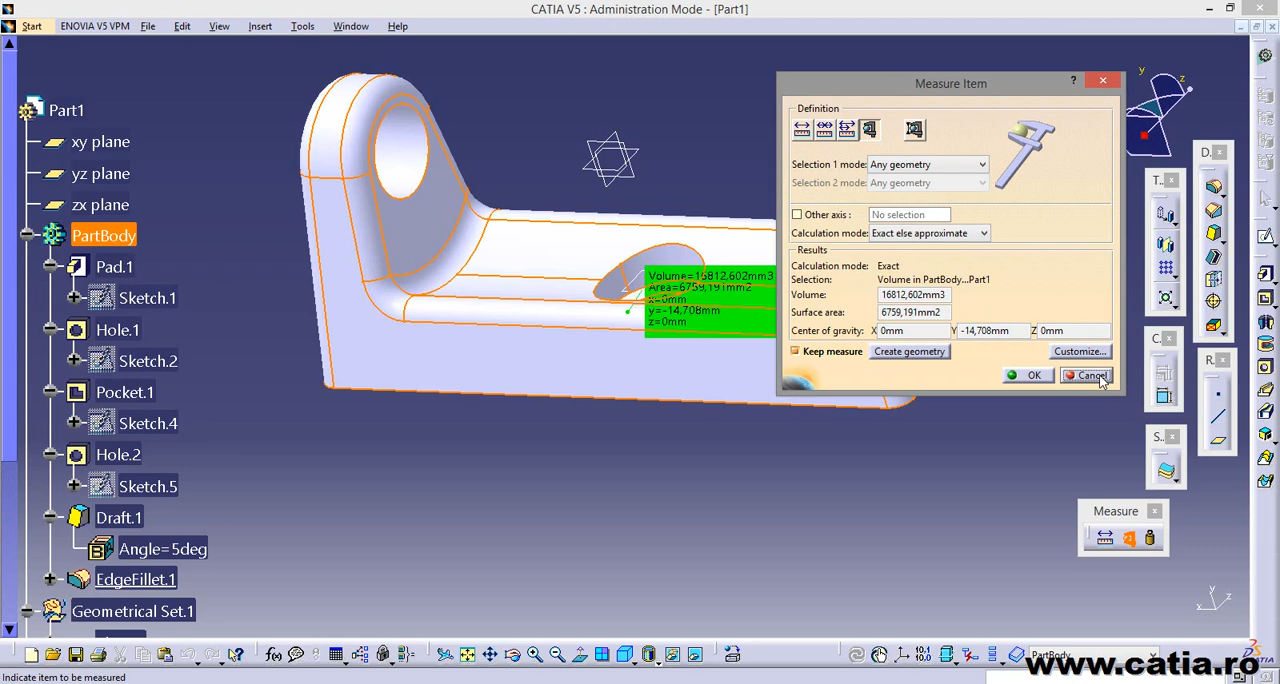 CATIA V5 : Administration Mode - [Part1]
Start ENOVIA V5 VPM File Edit View Insert Tools Window Help
Part1
xy plane
yz plane
zx plane
PartBody
Pad.1
Sketch.1
Hole.1
Sketch.2
Pocket.1
Sketch.4
Hole.2
Sketch.5
Draft.1
Angle=5deg
EdgeFillet.1
Geometrical Set.1
Volume=16812,602mm3
Area=6759,191mm2
x=0mm
y=-14,708mm
z=0mm
Measure Item
?
Definition
Selection 1 mode: Any geometry
Selection 2 mode: Any geometry
Other axis : No selection
Calculation mode: Exact else approximate
Results
Calculation mode: Exact
Selection: Volume in PartBody...Part1
Volume: 16812,602mm3
Surface area: 6759,191mm2
Center of gravity: X 0mm Y -14,708mm Z 0mm
Keep measure Create geometry Customize...
OK Cancel
y
z
D.
T..
C.
R.
S..
Measure
x
y
z
PartBody
www.catia.ro
Indicate item to be measured